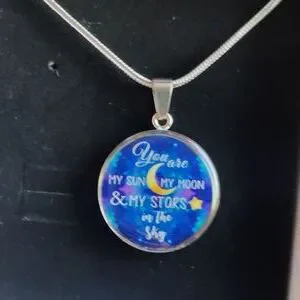 You are
MY SUN MY MOON
& MY STARS
in the
Sky